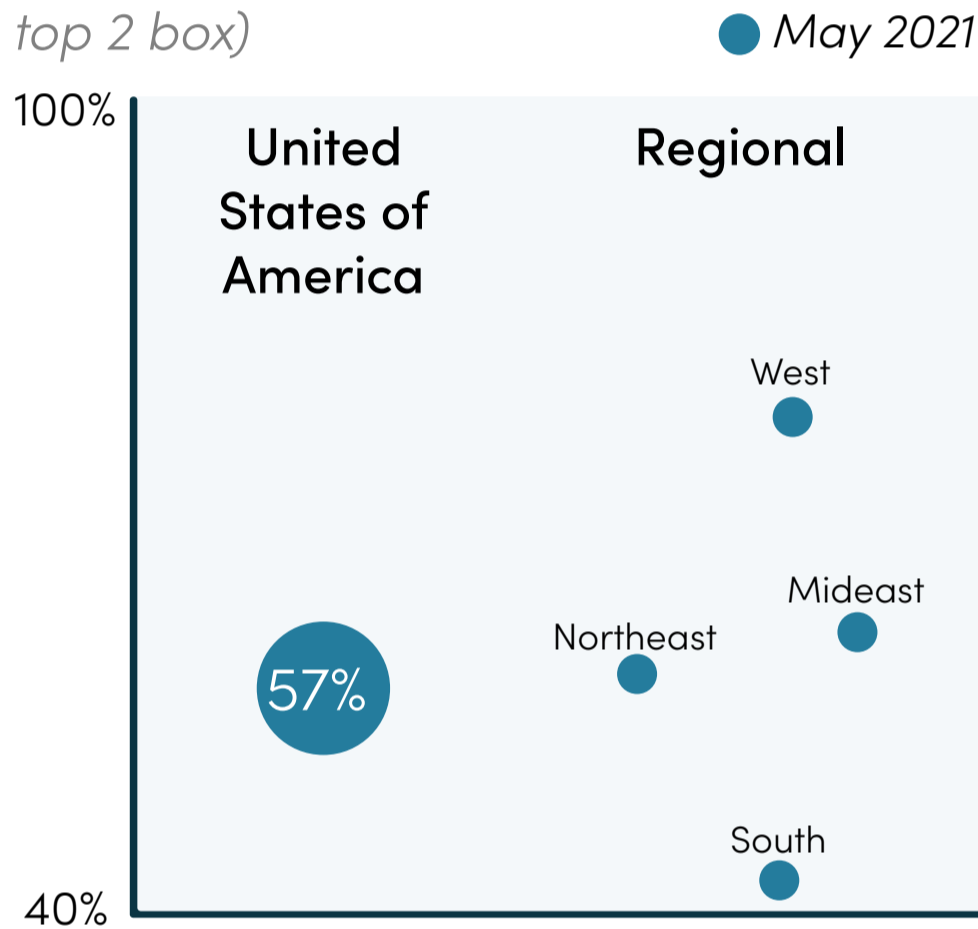 top 2 box)
May 2021
100%
United
States of
America
Regional
West
Mideast
Northeast
57%
South
40%